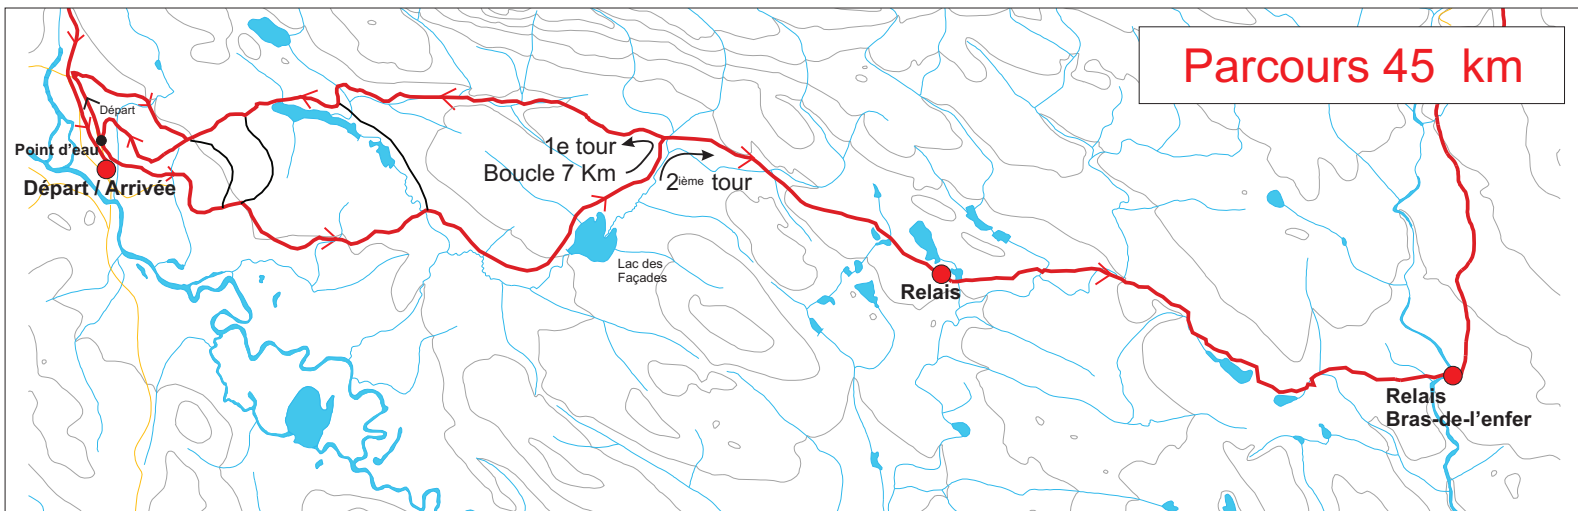 Parcours 45 km
Départ
Point d'eau
Départ / Arrivée
1e tour
Boucle 7 Km
2ième tour
Lac des
Façades
Relais
Relais
Bras-de-l'enfer